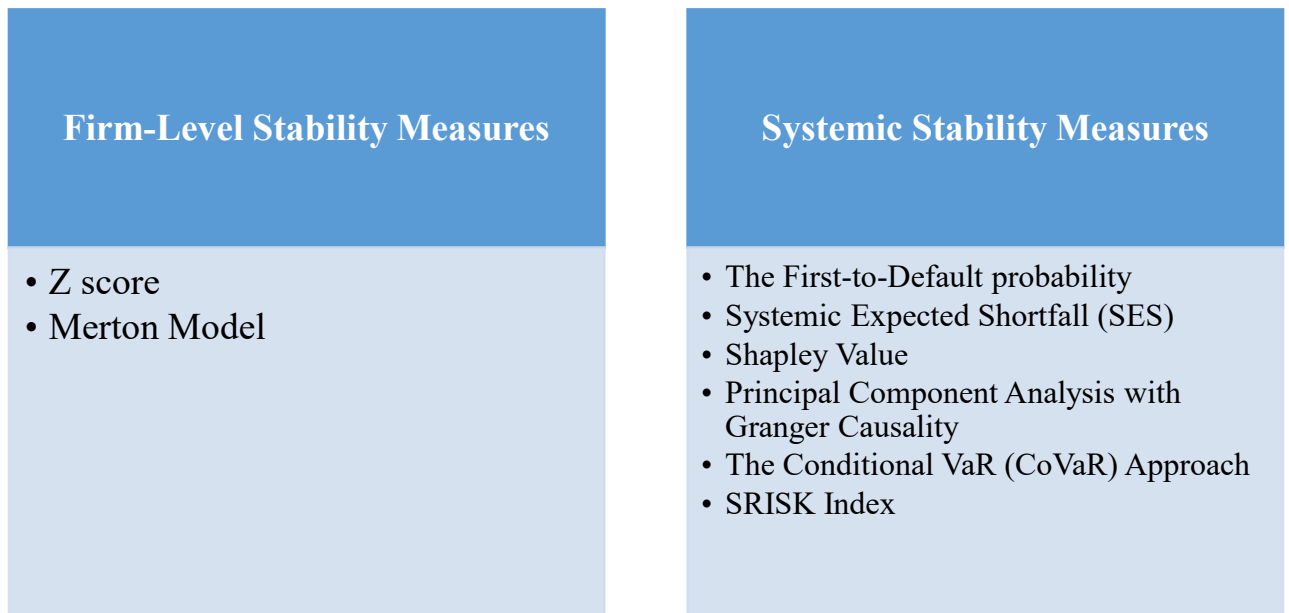 Firm-Level Stability Measures
• Z score
• Merton Model
Systemic Stability Measures
• The First-to-Default probability
• Systemic Expected Shortfall (SES)
• Shapley Value
• Principal Component Analysis with
Granger Causality
• The Conditional VaR (CoVaR) Approach
• SRISK Index